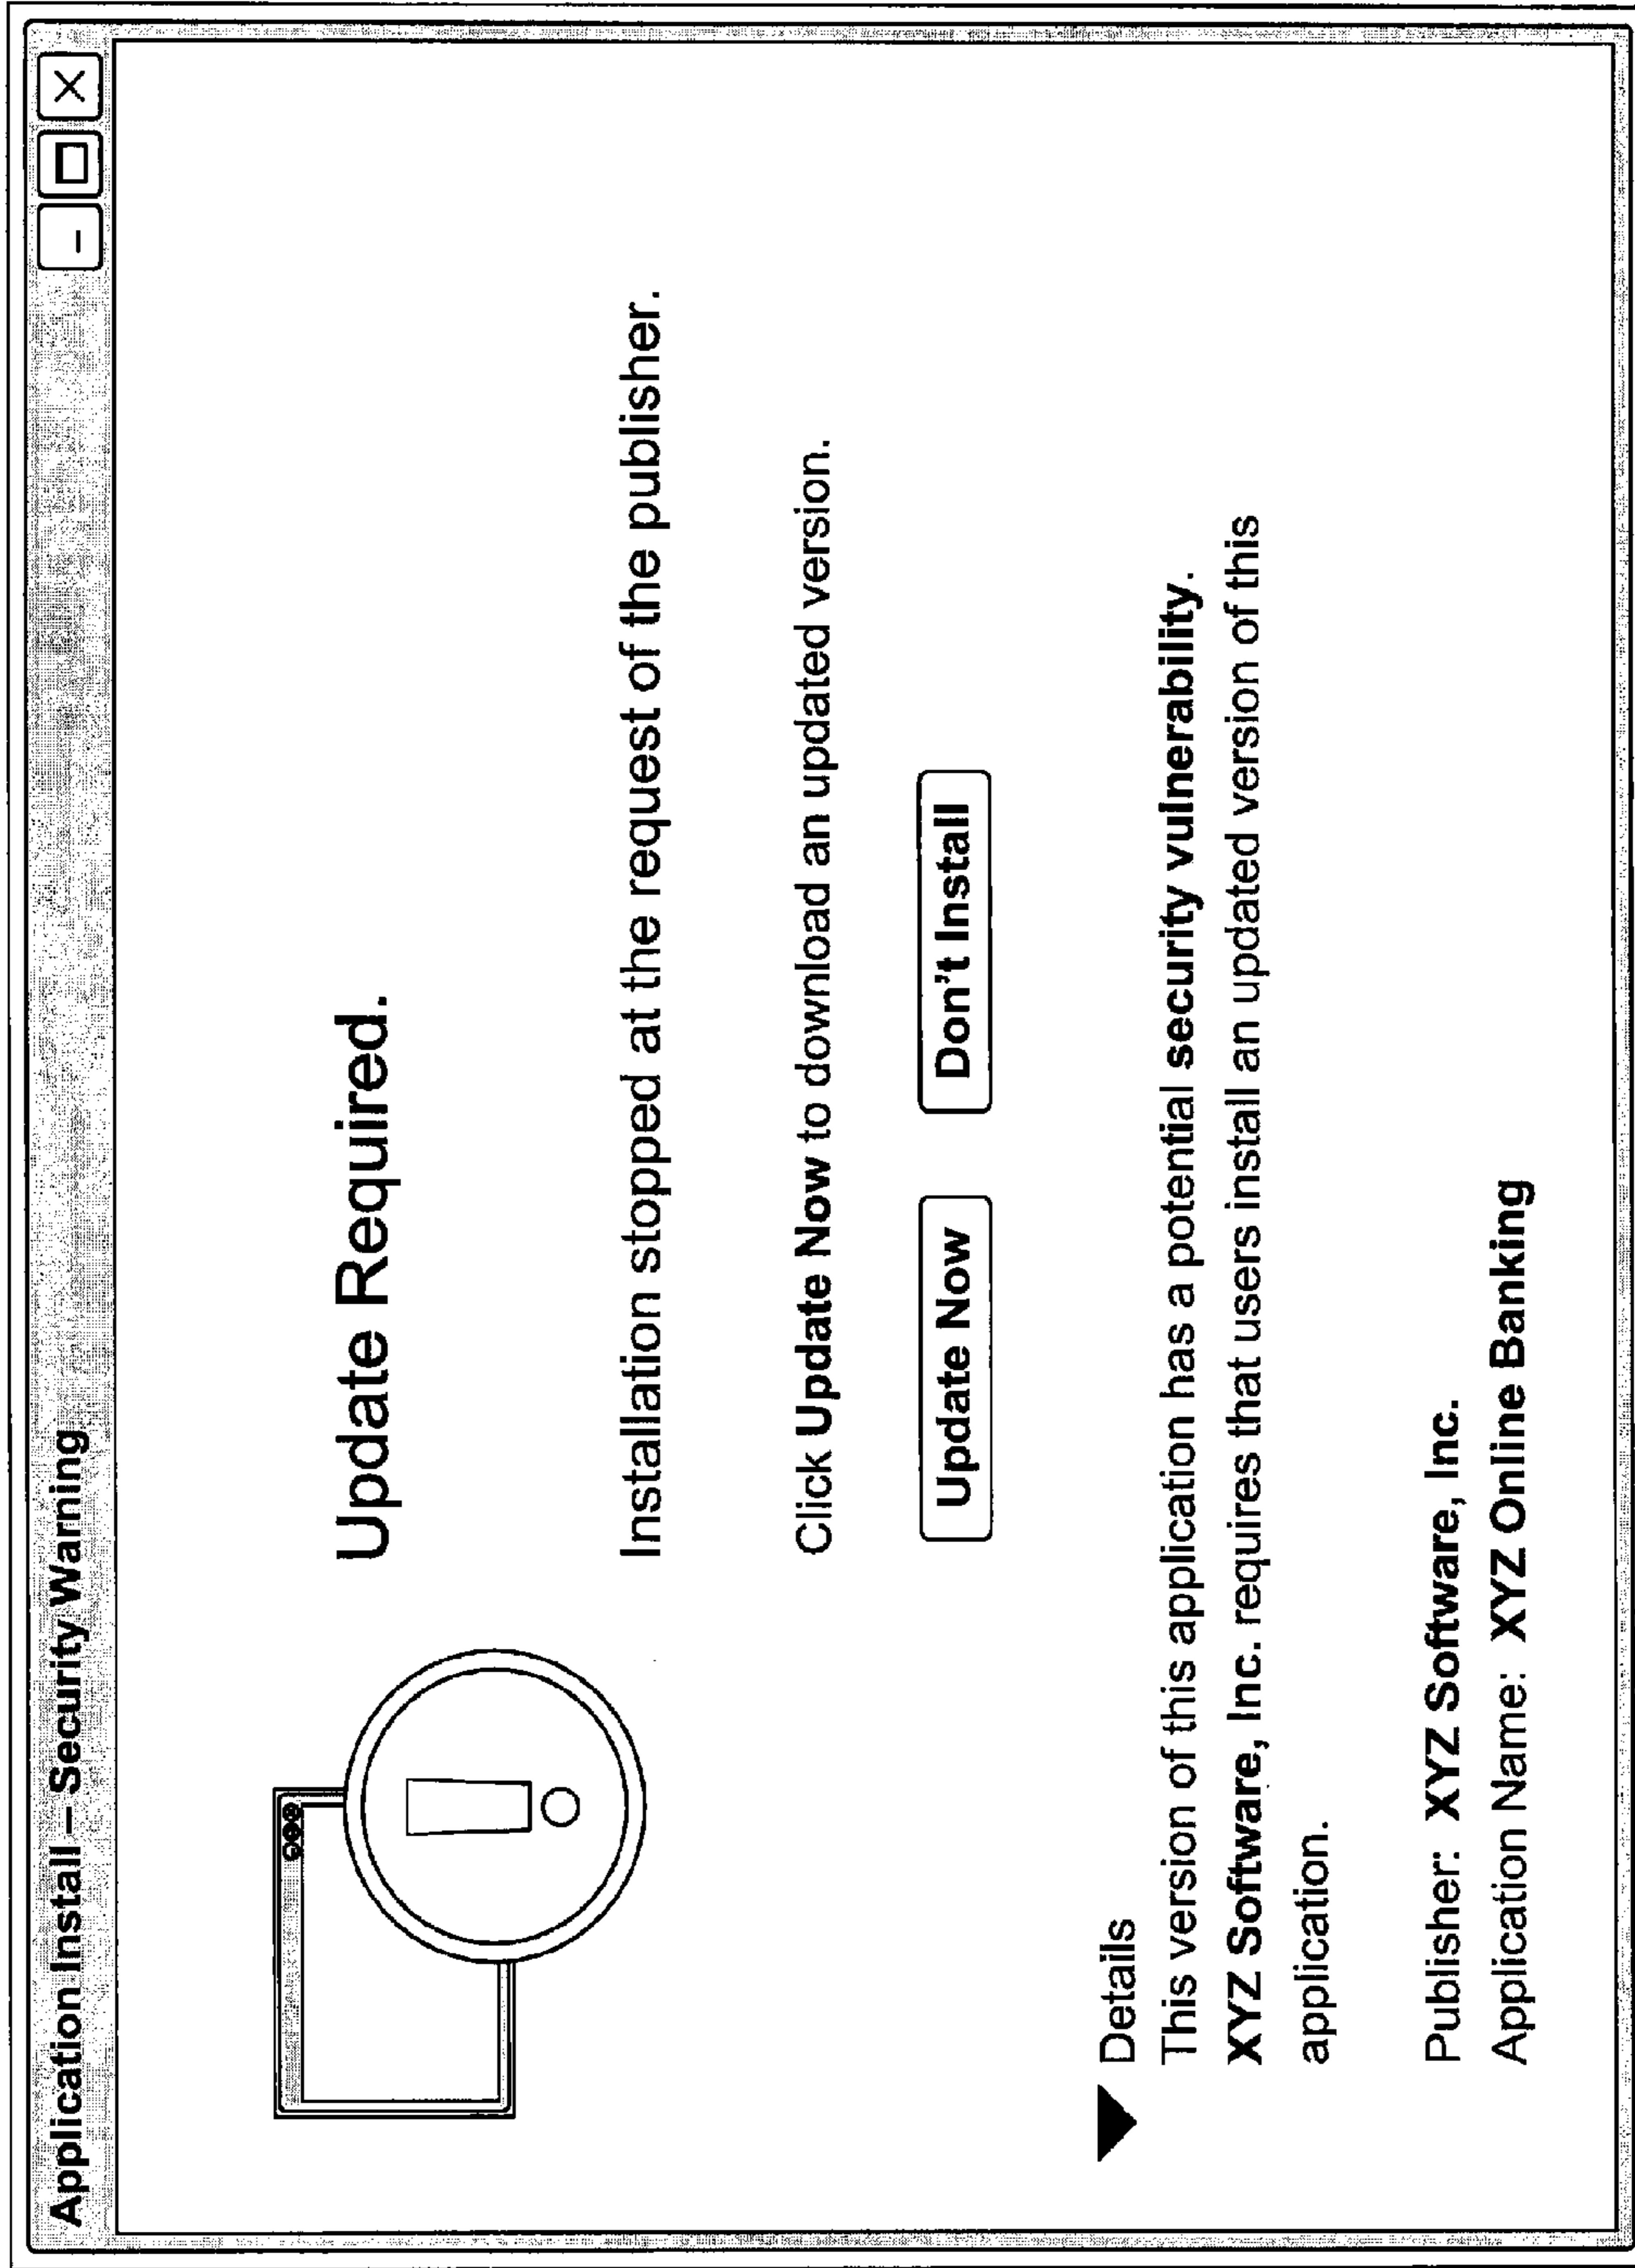 Application Install – Security Warning
Update Required.
Installation stopped at the request of the publisher.
Click Update Now to download an updated version.
Update Now
Don't Install
Details
This version of this application has a potential security vulnerability.
XYZ Software, Inc. requires that users install an updated version of this
application.
Publisher: XYZ Software, Inc.
Application Name: XYZ Online Banking